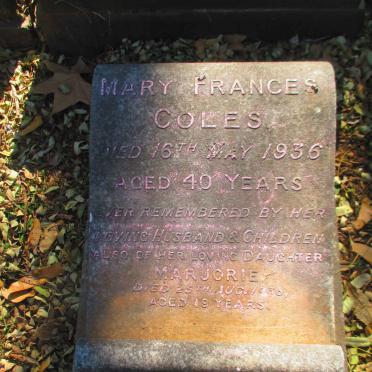 MARY FRANCES
COLES
DIED 16TH MAY 1936
AGED 40 YEARS
EVER REMEMBERED BY HER
LOVING HUSBAND & CHILDREN
ALSO OF HER LOVING DAUGHTER
MARJORIE
DIED 25TH AUG.
AGED 19 YEARS.